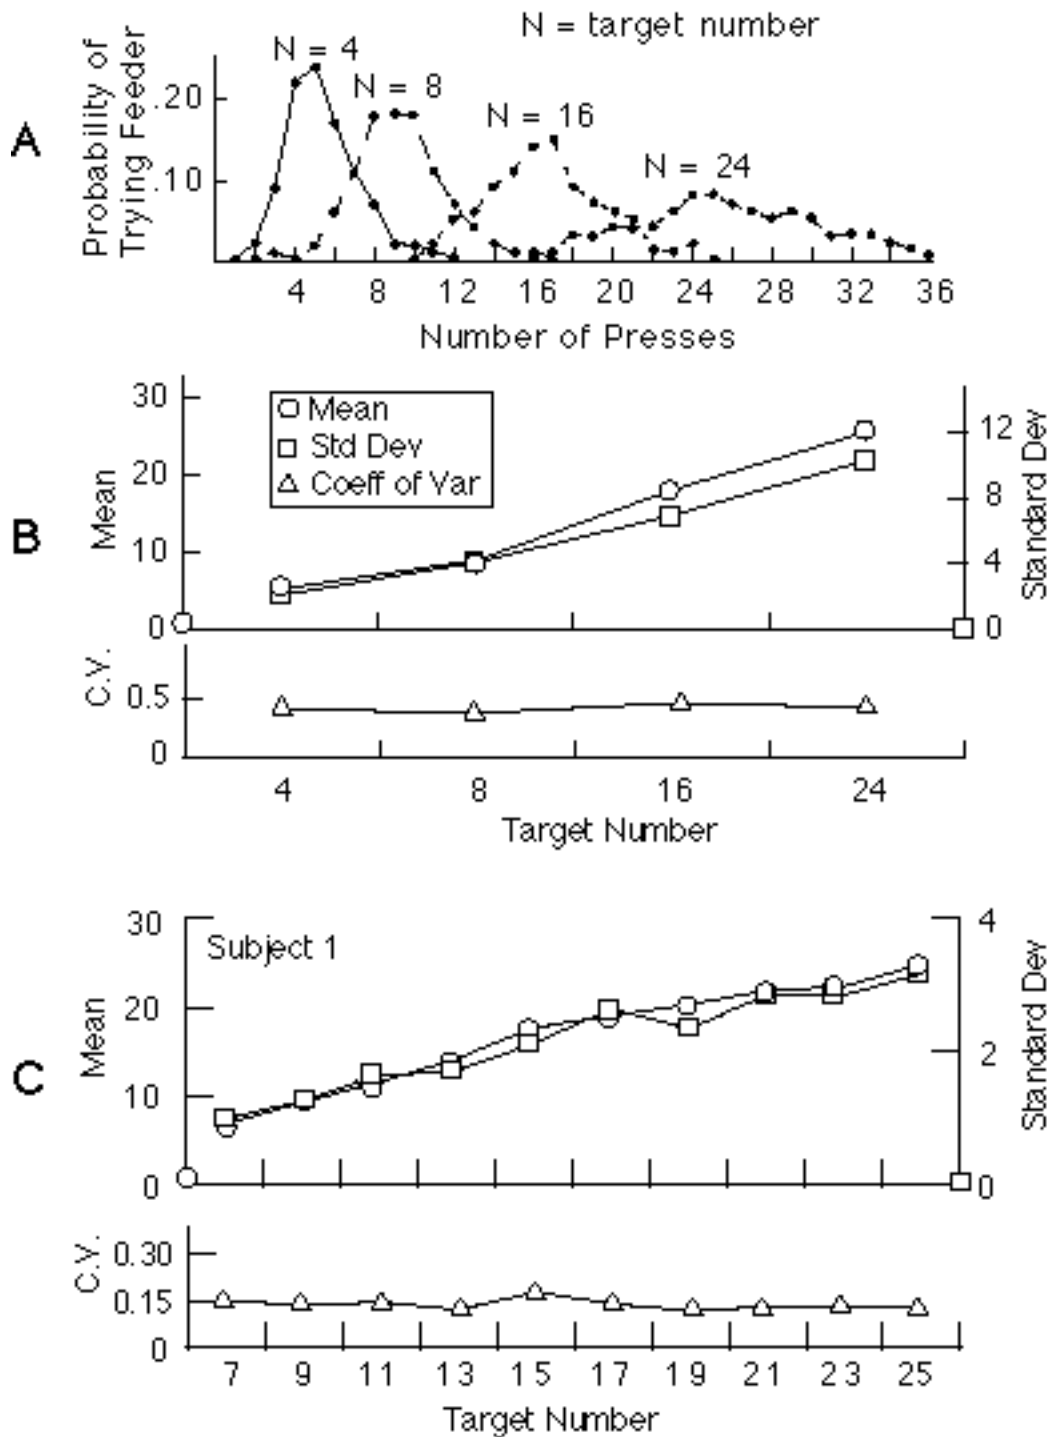 N = target number
A
Probability of
Trying Feeder
.20
.10
N = 4
N = 8
N = 16
N = 24
4 8 12 16 20 24 28 32 36
Number of Presses
B
Mean
30
20
10
0
Mean
Std Dev
Coeff of Var
12
8
4
0
Standard Dev
C.V.
0.5
0
4 8 16 24
Target Number
C
Mean
30
20
10
0
Subject 1
4
2
0
Standard Dev
C.V.
0.30
0.15
0
7 9 11 13 15 17 19 21 23 25
Target Number